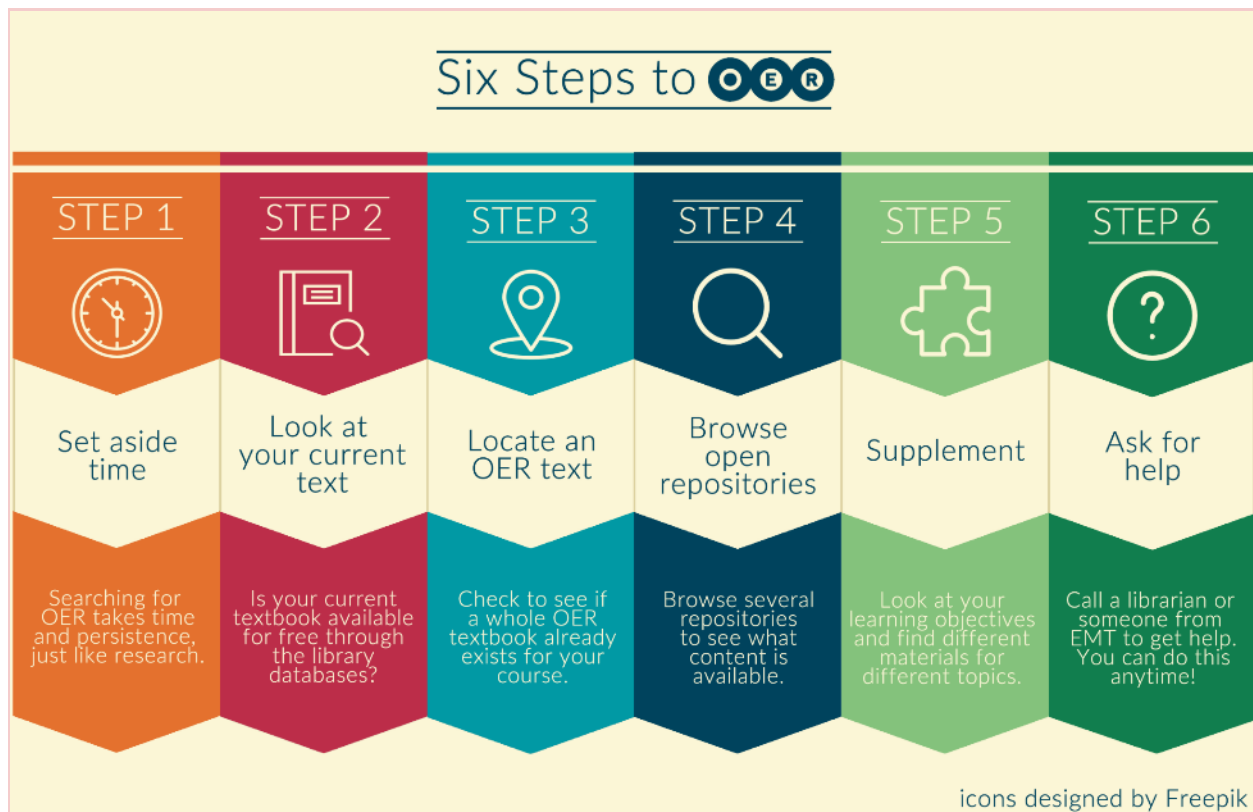 Six Steps to OER
STEP 1
Set aside
time
Searching for
OER takes time
and persistence,
just like research.
STEP 2
Look at
your current
text
Is your current
textbook available
for free through
the library
databases?
STEP 3
Locate an
OER text
Check to see if
a whole OER
textbook already
exists for your
course.
STEP 4
Browse
open
repositories
Browse several
repositories
to see what
content is
available.
STEP 5
Supplement
Look at your
learning objectives
and find different
materials for
different topics.
STEP 6
Ask for
help
Call a librarian or
someone from
EMT to get help.
You can do this
anytime!
icons designed by Freepik